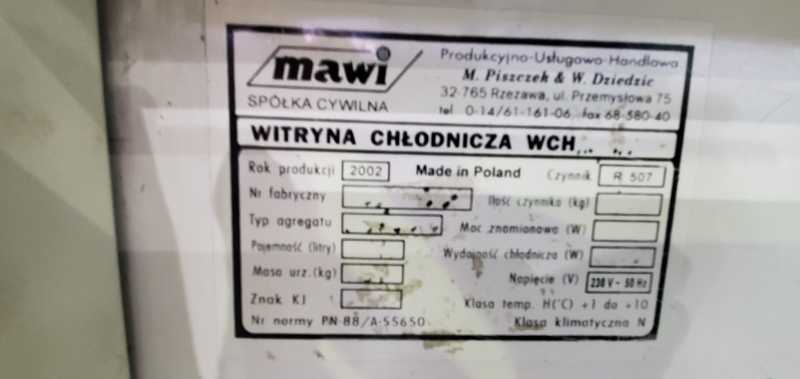 mawi
SPÓŁKA CYWILNA
Produkcyjno-Usługowo-Handlowa
M. Piszczek & W. Dziedzic
32-765 Rzezawa, ul. Przemysłowa 75
tel. 0-14/61-161-06, fax 68-580-40
WITRYNA CHŁODNICZA WCH
Rok produkcji 2002 Made in Poland Czynnik R 507
Nr fabryczny Ilość czynnika (kg)
Typ agregatu Moc znamionowa (W)
Pojemność (litry) Wydajność chłodnicza (W)
Masa urz.(kg) Napięcie (V) 230 V ~ 50 Hz
Znak KJ Klasa temp. H(°C) +1 do +10
Nr normy PN-88/A-55650 Klasa klimatyczna N